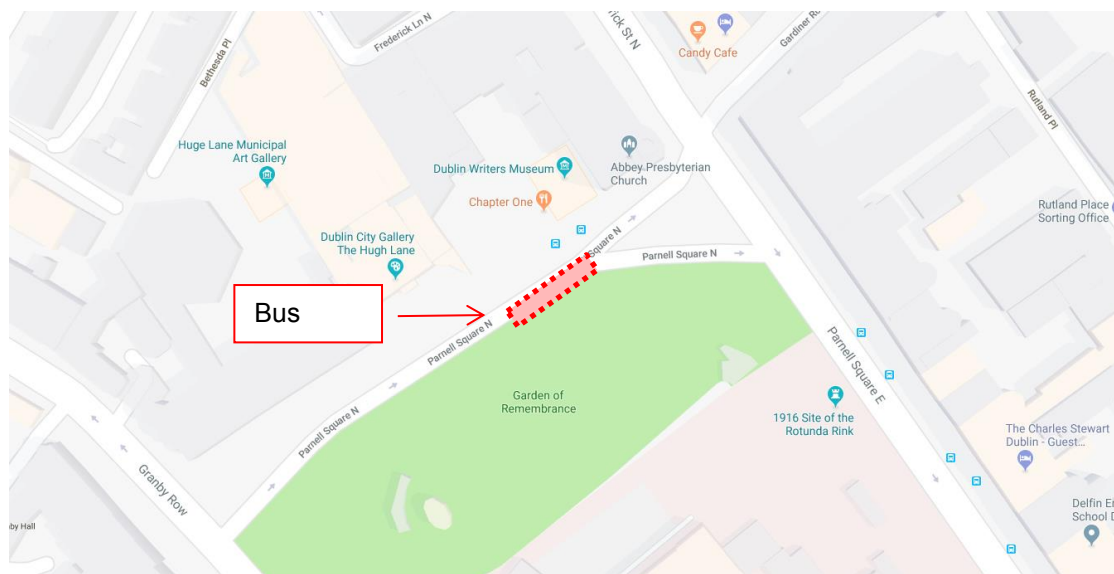 Frederick Ln N
Bethesda Pl
rick St N
Candy Cafe
Gardiner Ro
Rutland Pl
Huge Lane Municipal
Art Gallery
Dublin Writers Museum
Abbey Presbyterian
Church
Chapter One
Rutland Place
Sorting Office
Dublin City Gallery
The Hugh Lane
Square N
Parnell Square N
Bus
Parnell Square N
Parnell Square E
Garden of
Remembrance
1916 Site of the
Rotunda Rink
Parnell Square N
The Charles Stewart
Dublin - Guest...
Granby Row
by Hall
Delfin En
School D